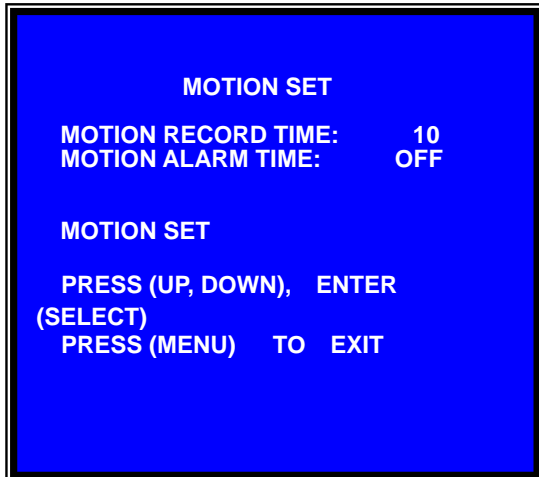 MOTION SET
MOTION RECORD TIME: 10
MOTION ALARM TIME: OFF
MOTION SET
PRESS (UP, DOWN), ENTER
(SELECT)
PRESS (MENU) TO EXIT